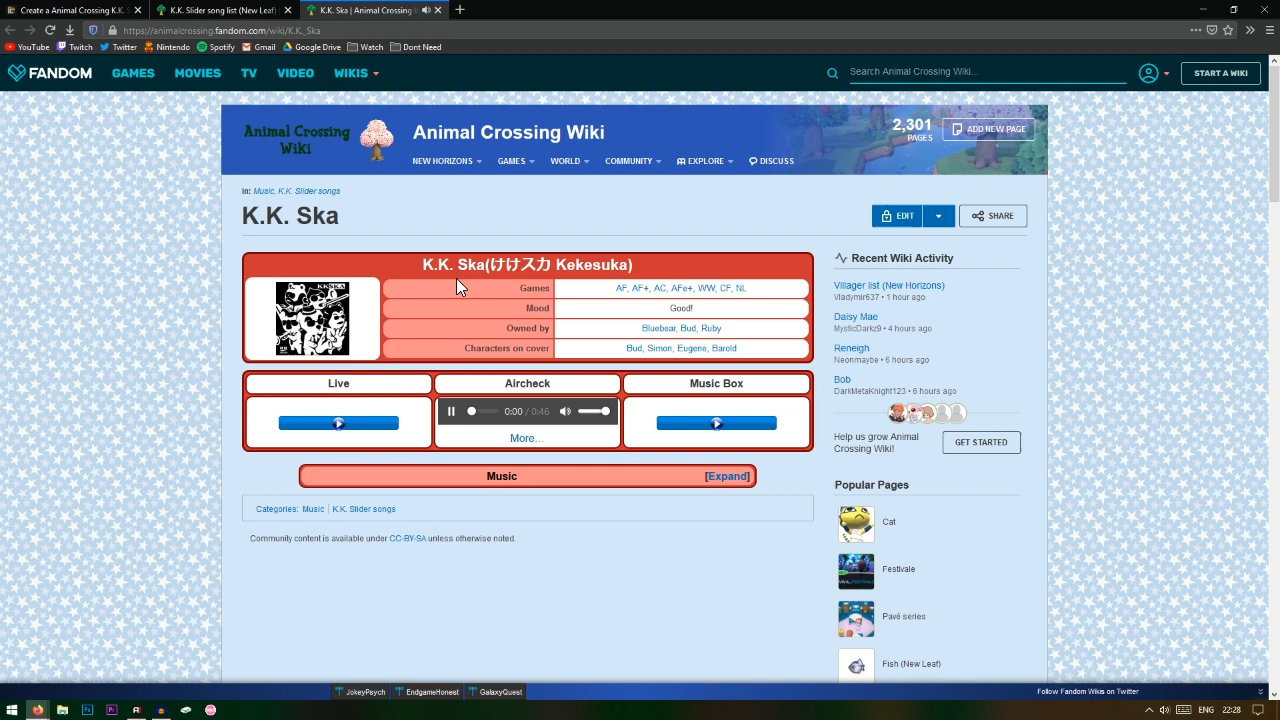 Create a Animal Crossing K.K. S
K.K. Slider song list (New Leaf)
K.K. Ska | Animal Crossing
https://animalcrossing.fandom.com/wiki/K.K._Ska
YouTube Twitch Twitter Nintendo Spotify Gmail Google Drive Watch Dont Need
FANDOM GAMES MOVIES TV VIDEO WIKIS Search Animal Crossing Wiki... START A WIKI
Animal Crossing Wiki
Animal Crossing Wiki
2,301 PAGES
ADD NEW PAGE
NEW HORIZONS GAMES WORLD COMMUNITY EXPLORE DISCUSS
in: Music, K.K. Slider songs
K.K. Ska
EDIT SHARE
K.K. Ska(けけスカ Kekesuka)
KK.SKA
Games AF, AF+, AC, AFe+, WW, CF, NL
Mood Good!
Owned by Bluebear, Bud, Ruby
Characters on cover Bud, Simon, Eugene, Barold
Live Aircheck Music Box
0:00 / 0:46
More...
Music [Expand]
Categories: Music K.K. Slider songs
Community content is available under CC-BY-SA unless otherwise noted.
Recent Wiki Activity
Villager list (New Horizons)
Vladymir637 • 1 hour ago
Daisy Mae
MysticDarkz9 • 4 hours ago
Reneigh
Neonmaybe • 6 hours ago
Bob
DarkMetaKnight123 • 6 hours ago
Help us grow Animal Crossing Wiki!
GET STARTED
Popular Pages
Cat
Festivale
Pavé series
Fish (New Leaf)
JokeyPsych EndgameHonest GalaxyQuest Follow Fandom Wikis on Twitter
ENG 22:28